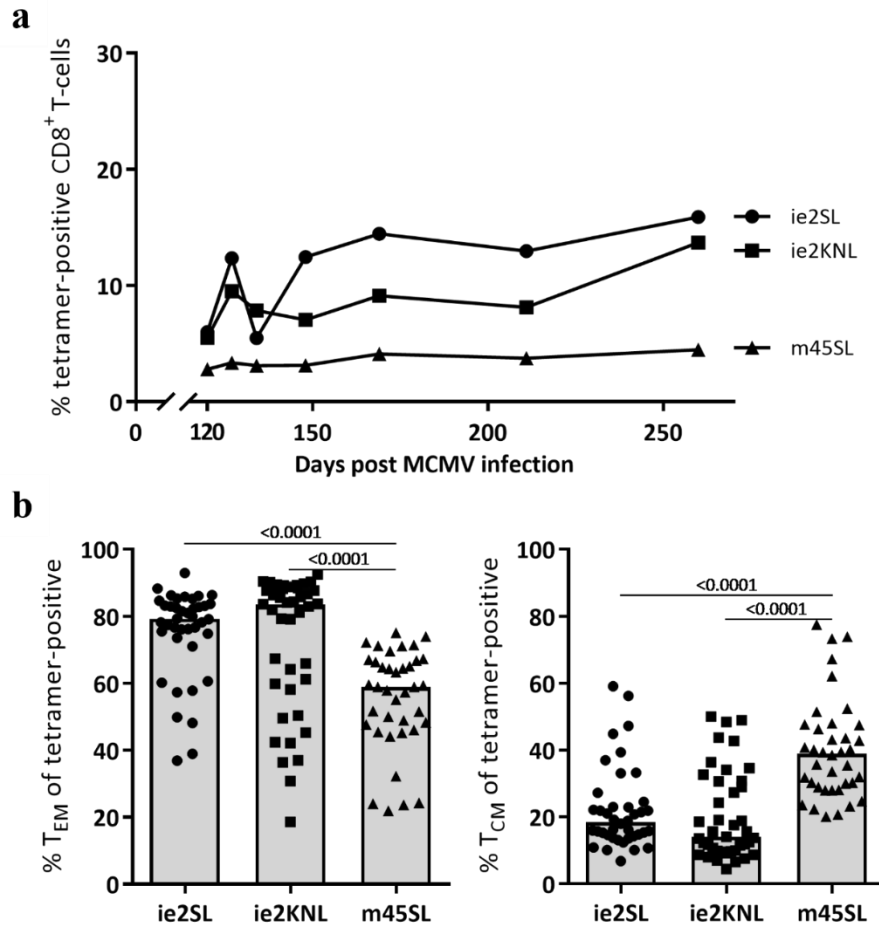 a
% tetramer-positive CD8⁺ T-cells
30
20
10
0
0 120 150 200 250
Days post MCMV infection
ie2SL
ie2KNL
m45SL
b
% T_EM of tetramer-positive
100
80
60
40
20
0
<0.0001
<0.0001
ie2SL ie2KNL m45SL
% T_CM of tetramer-positive
100
80
60
40
20
0
<0.0001
<0.0001
ie2SL ie2KNL m45SL